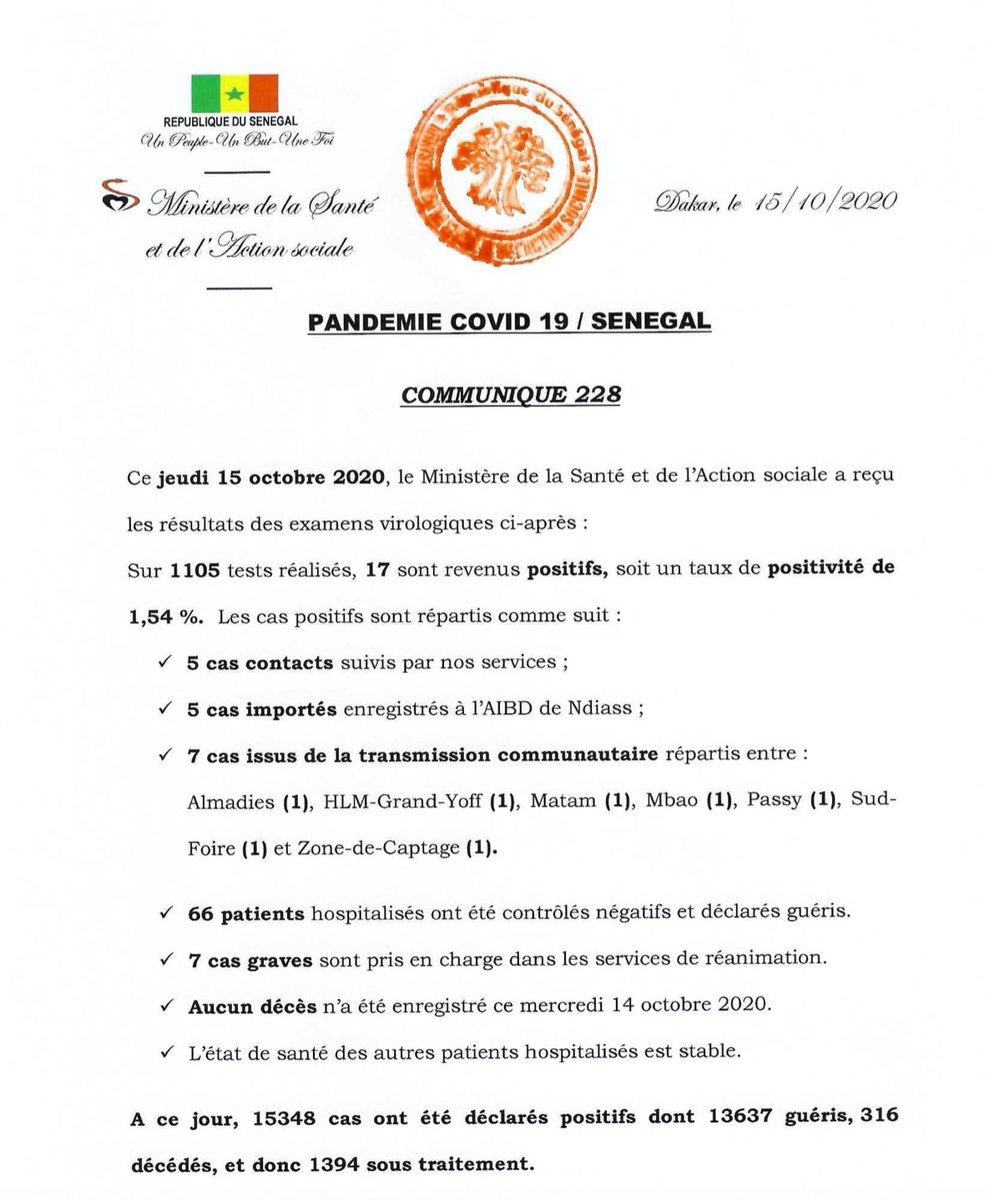 REPUBLIQUE DU SENEGAL
Un Peuple-Un But-Une Foi
Ministère de la Santé
et de l'Action sociale
République du Sénégal
ACTION SOCIALE
Dakar, le 15/10/2020
PANDEMIE COVID 19 / SENEGAL
COMMUNIQUE 228
Ce jeudi 15 octobre 2020, le Ministère de la Santé et de l'Action sociale a reçu
les résultats des examens virologiques ci-après :
Sur 1105 tests réalisés, 17 sont revenus positifs, soit un taux de positivité de
1,54 %. Les cas positifs sont répartis comme suit :
✓ 5 cas contacts suivis par nos services ;
✓ 5 cas importés enregistrés à l'AIBD de Ndiass ;
✓ 7 cas issus de la transmission communautaire répartis entre :
Almadies (1), HLM-Grand-Yoff (1), Matam (1), Mbao (1), Passy (1), Sud-
Foire (1) et Zone-de-Captage (1).
✓ 66 patients hospitalisés ont été contrôlés négatifs et déclarés guéris.
✓ 7 cas graves sont pris en charge dans les services de réanimation.
✓ Aucun décès n'a été enregistré ce mercredi 14 octobre 2020.
✓ L'état de santé des autres patients hospitalisés est stable.
A ce jour, 15348 cas ont été déclarés positifs dont 13637 guéris, 316
décédés, et donc 1394 sous traitement.